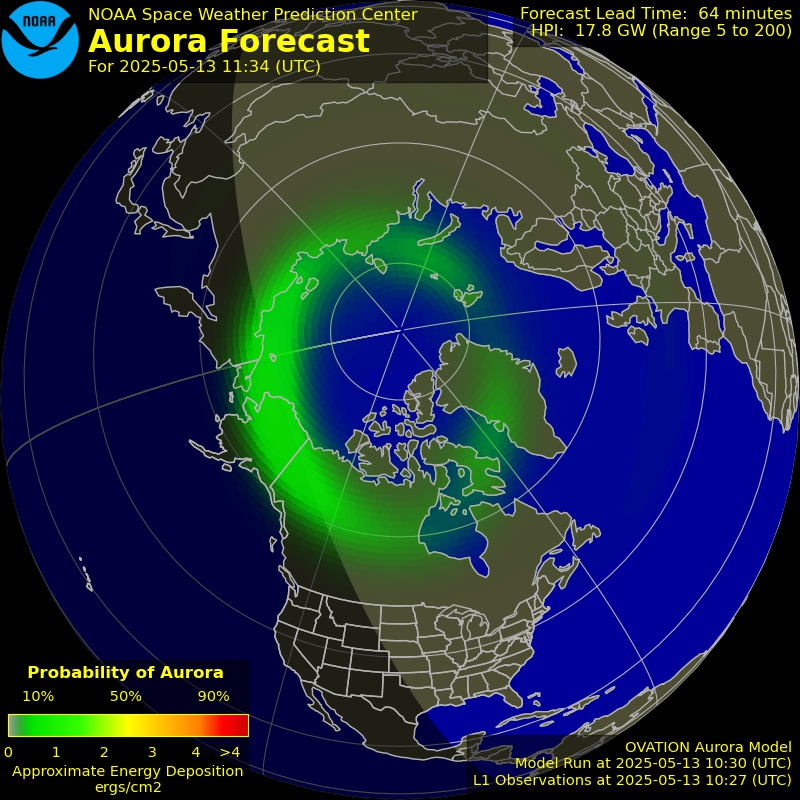 NOAA
NOAA Space Weather Prediction Center
Aurora Forecast
For 2025-05-13 11:34 (UTC)
Forecast Lead Time: 64 minutes
HPI: 17.8 GW (Range 5 to 200)
Probability of Aurora
10% 50% 90%
0 1 2 3 4 >4
Approximate Energy Deposition
ergs/cm2
OVATION Aurora Model
Model Run at 2025-05-13 10:30 (UTC)
L1 Observations at 2025-05-13 10:27 (UTC)